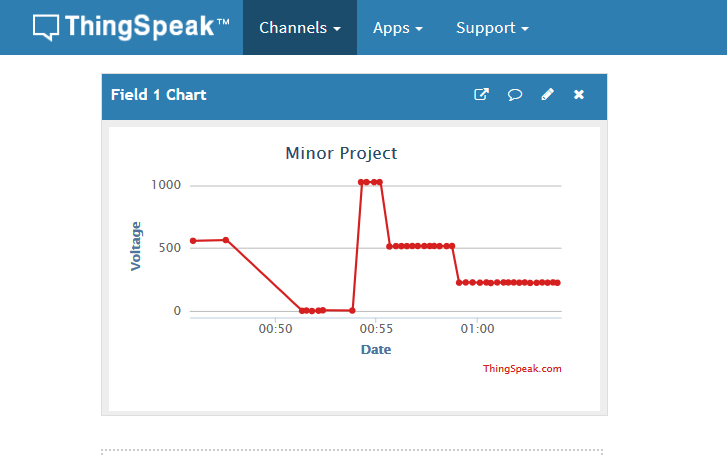 ThingSpeak™ Channels Apps Support
Field 1 Chart
Minor Project
1000
500
0
Voltage
00:50 00:55 01:00
Date
ThingSpeak.com